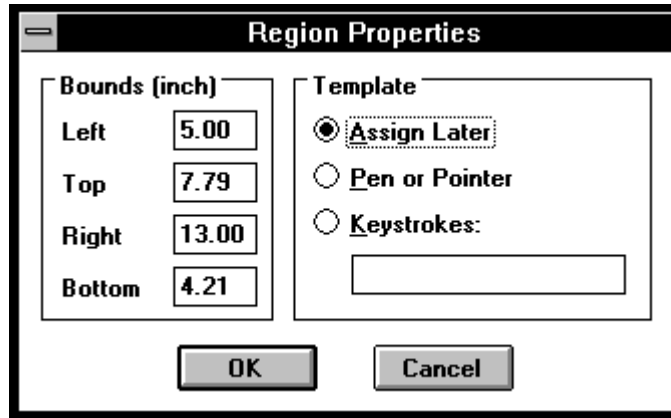 Region Properties
Bounds (inch)
Left 5.00
Top 7.79
Right 13.00
Bottom 4.21
Template
Assign Later
Pen or Pointer
Keystrokes:
OK Cancel